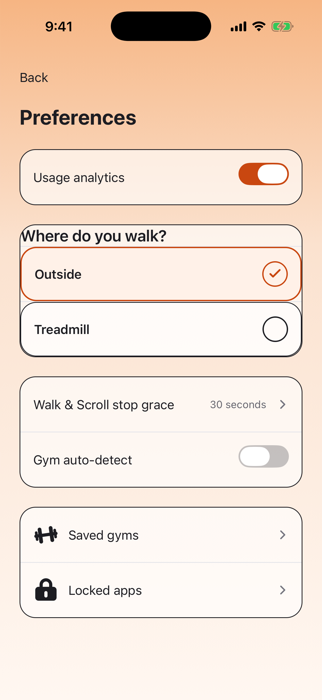 9:41
Back
Preferences
Usage analytics
Where do you walk?
Outside
Treadmill
Walk & Scroll stop grace 30 seconds
Gym auto-detect
Saved gyms
Locked apps